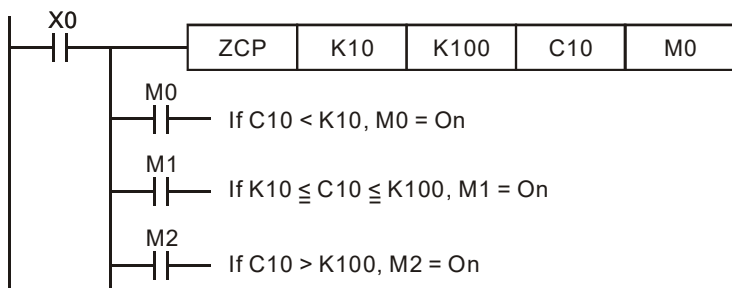 X0
ZCP K10 K100 C10 M0
M0
If C10 < K10, M0 = On
M1
If K10 ≦ C10 ≦ K100, M1 = On
M2
If C10 > K100, M2 = On